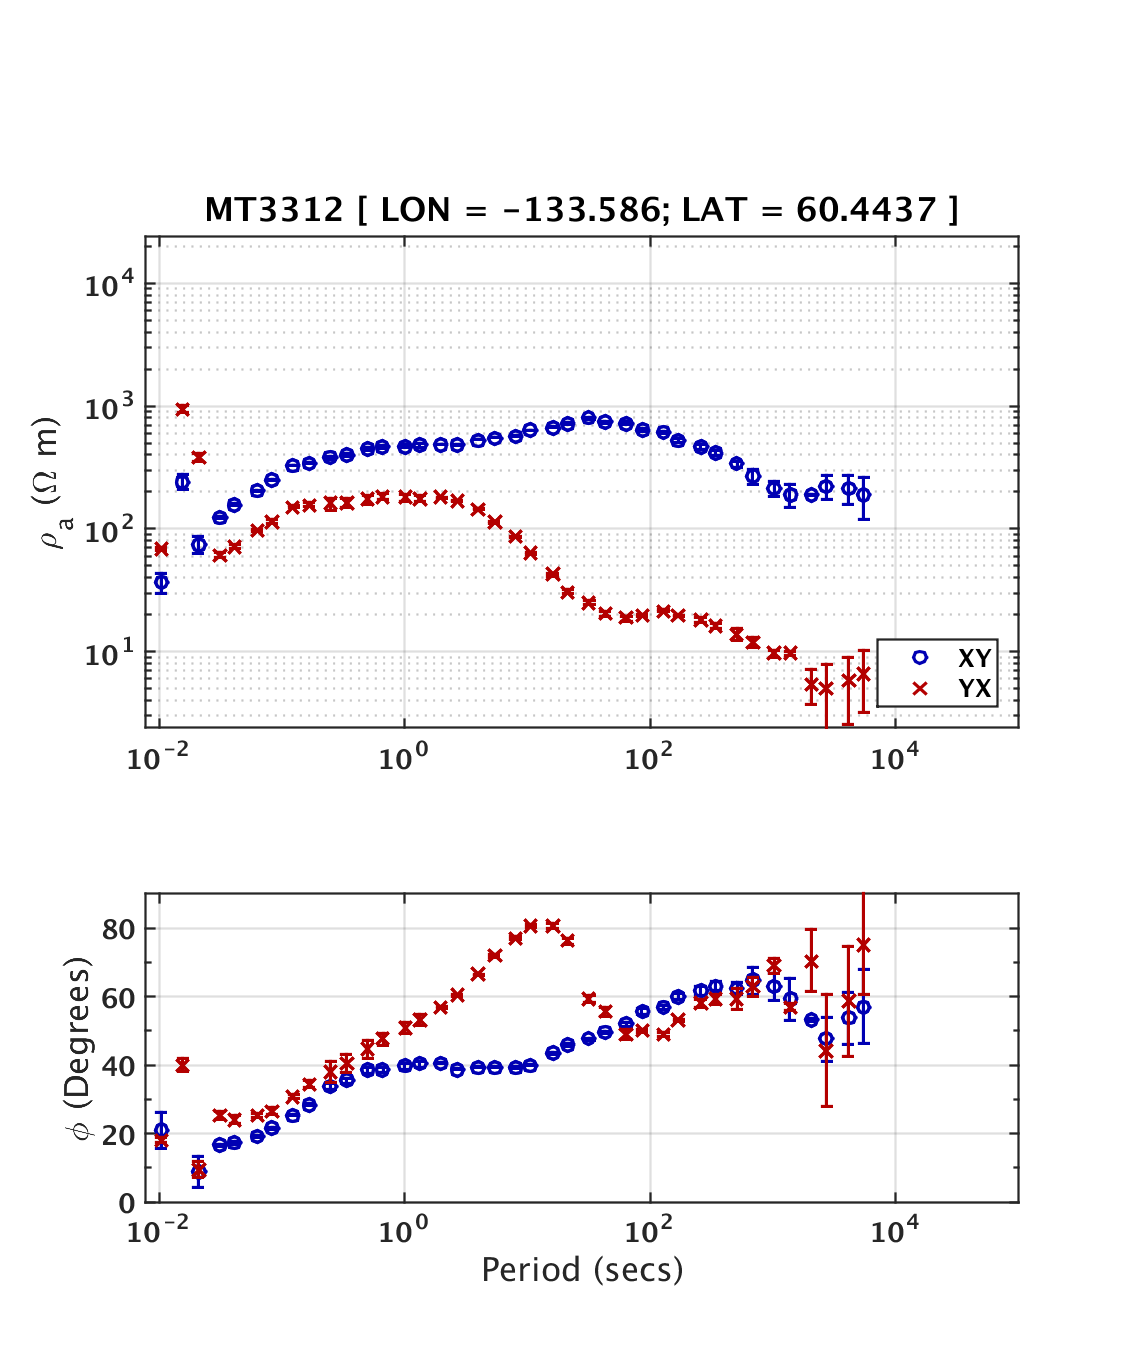 MT3312 [ LON = -133.586; LAT = 60.4437 ]
10⁴
10³
10²
10¹
ρₐ (Ω m)
XY
YX
10⁻² 10⁰ 10² 10⁴
80
60
40
20
0
ϕ (Degrees)
10⁻² 10⁰ 10² 10⁴
Period (secs)